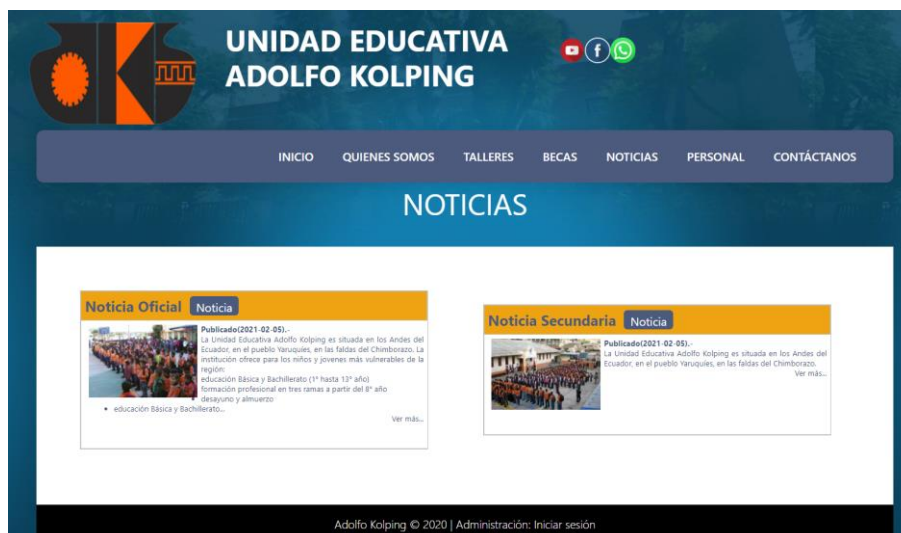 UNIDAD EDUCATIVA
ADOLFO KOLPING
INICIO QUIENES SOMOS TALLERES BECAS NOTICIAS PERSONAL CONTÁCTANOS
NOTICIAS
Noticia Oficial Noticia
Publicado(2021-02-05).-
La Unidad Educativa Adolfo Kolping es situada en los Andes del
Ecuador, en el pueblo Yaruquies, en las faldas del Chimborazo. La
institución ofrece para los niños y jovenes más vulnerables de la
región:
educación Básica y Bachillerato (1° hasta 13° año)
formación profesional en tres ramas a partir del 8° año
desayuno y almuerzo
• educación Básica y Bachillerato...
Ver más...
Noticia Secundaria Noticia
Publicado(2021-02-05).-
La Unidad Educativa Adolfo Kolping es situada en los Andes del
Ecuador, en el pueblo Yaruquies, en las faldas del Chimborazo.
Ver más...
Adolfo Kolping © 2020 | Administración: Iniciar sesión